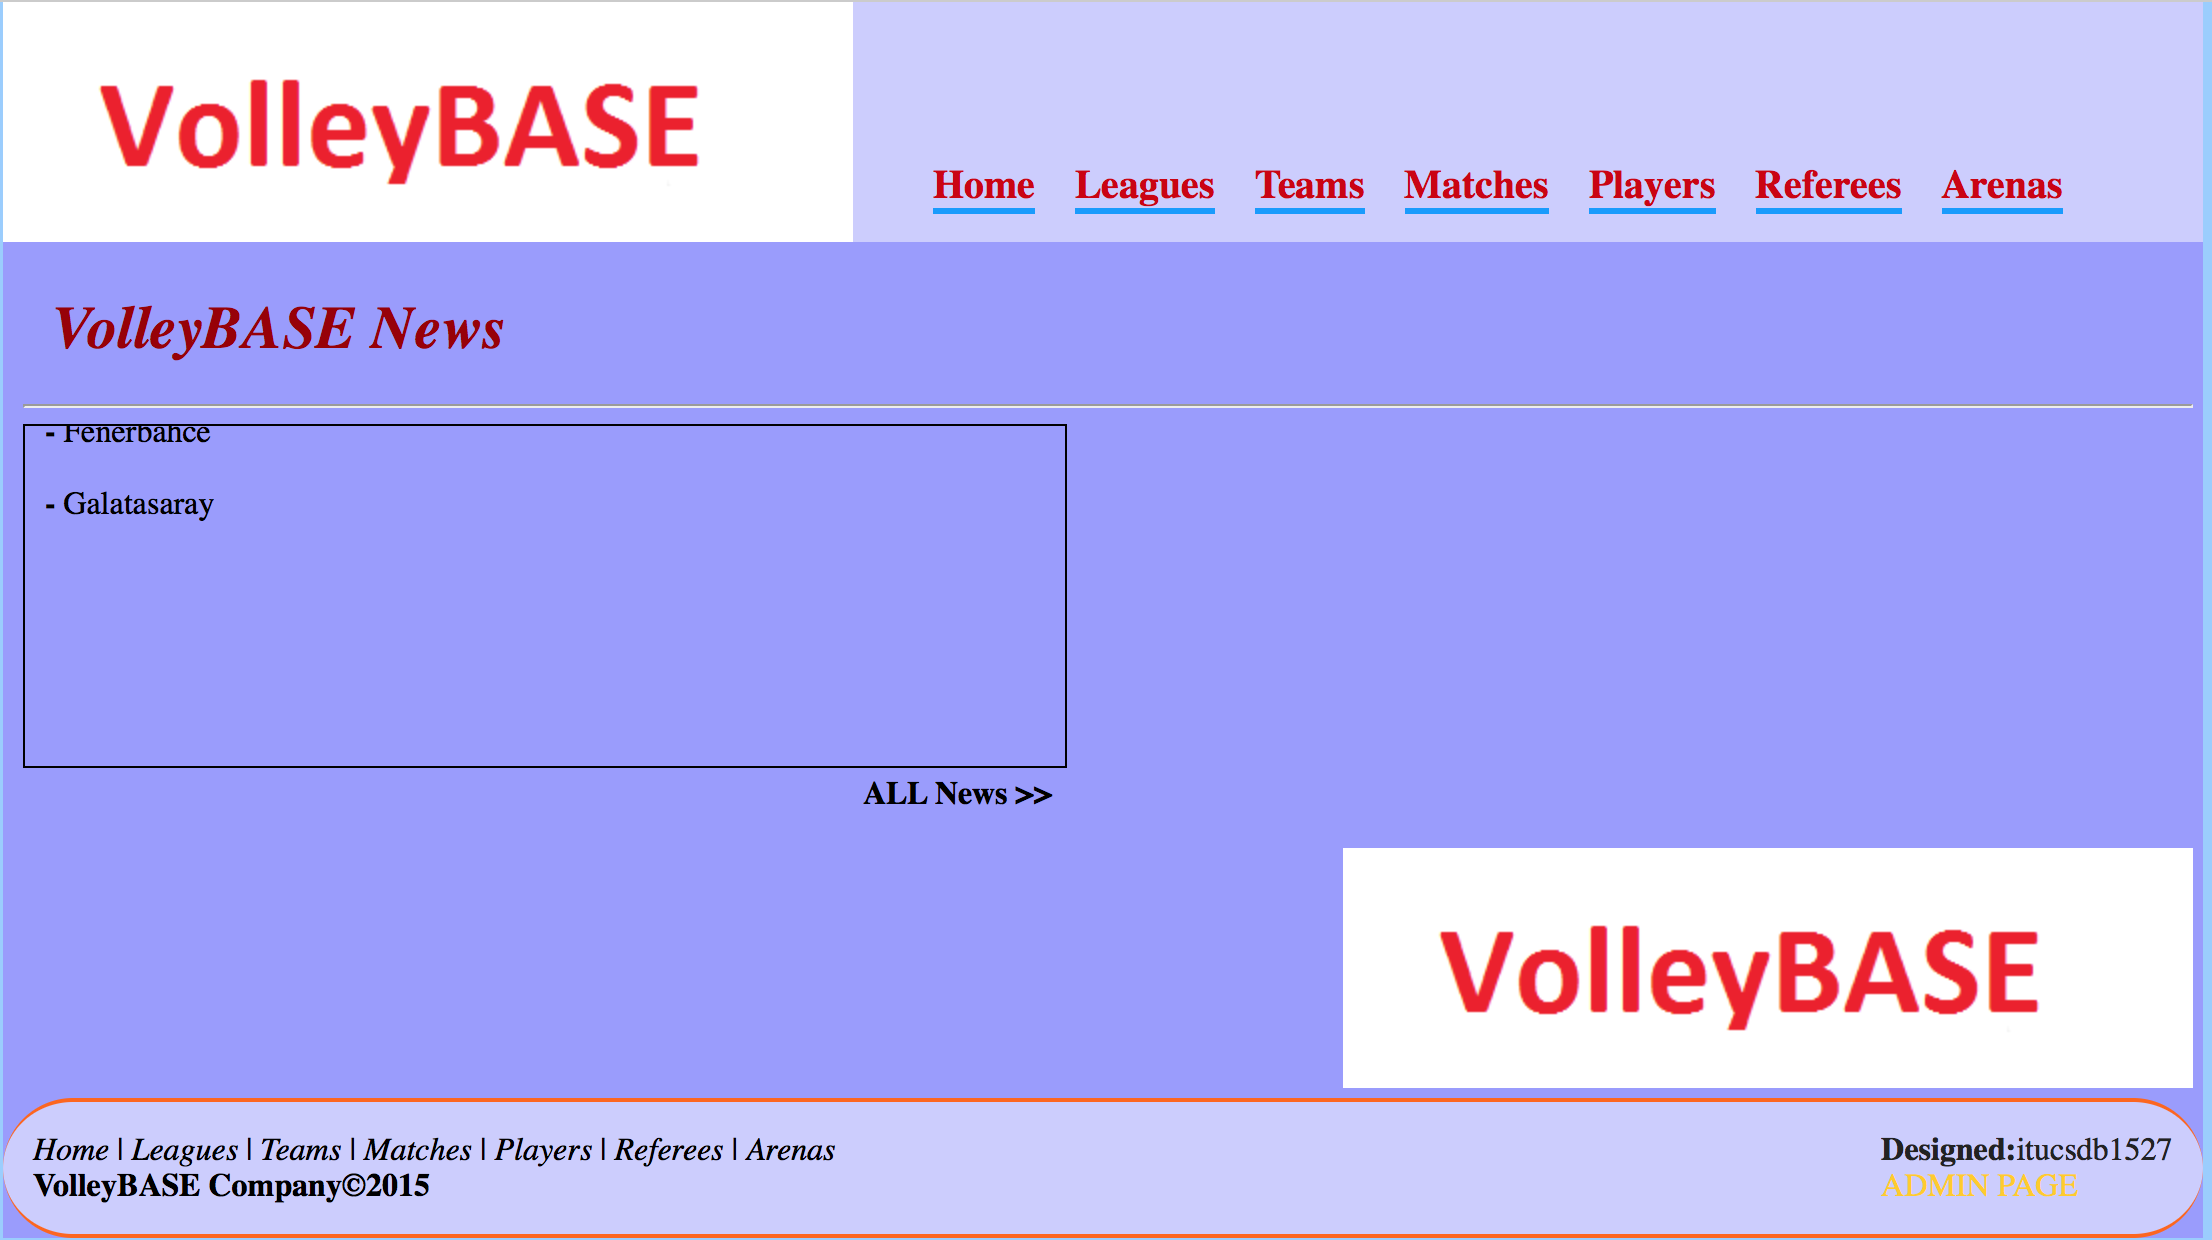 VolleyBASE
Home Leagues Teams Matches Players Referees Arenas
VolleyBASE News
- Fenerbahce
- Galatasaray
ALL News >>
VolleyBASE
Home | Leagues | Teams | Matches | Players | Referees | Arenas
VolleyBASE Company©2015
Designed:itucsdb1527
ADMIN PAGE